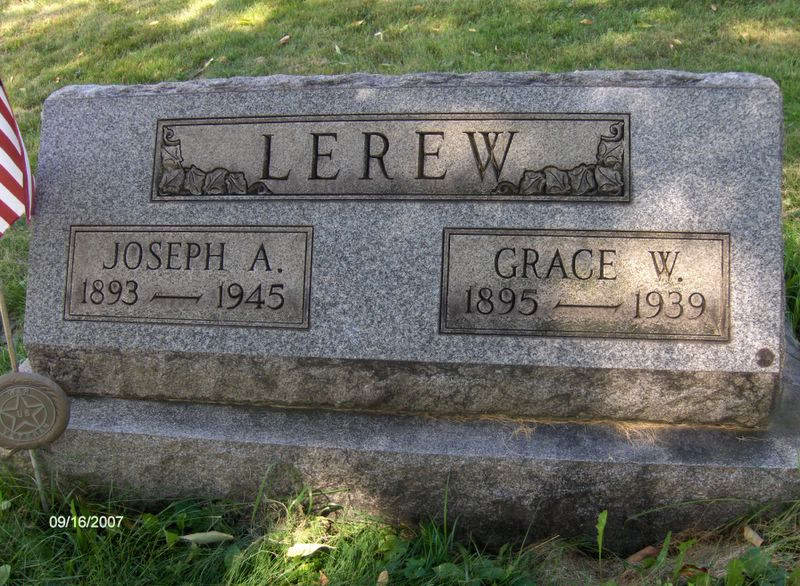 LEREW
JOSEPH A.
1893 — 1945
GRACE W.
1895 — 1939
09/16/2007